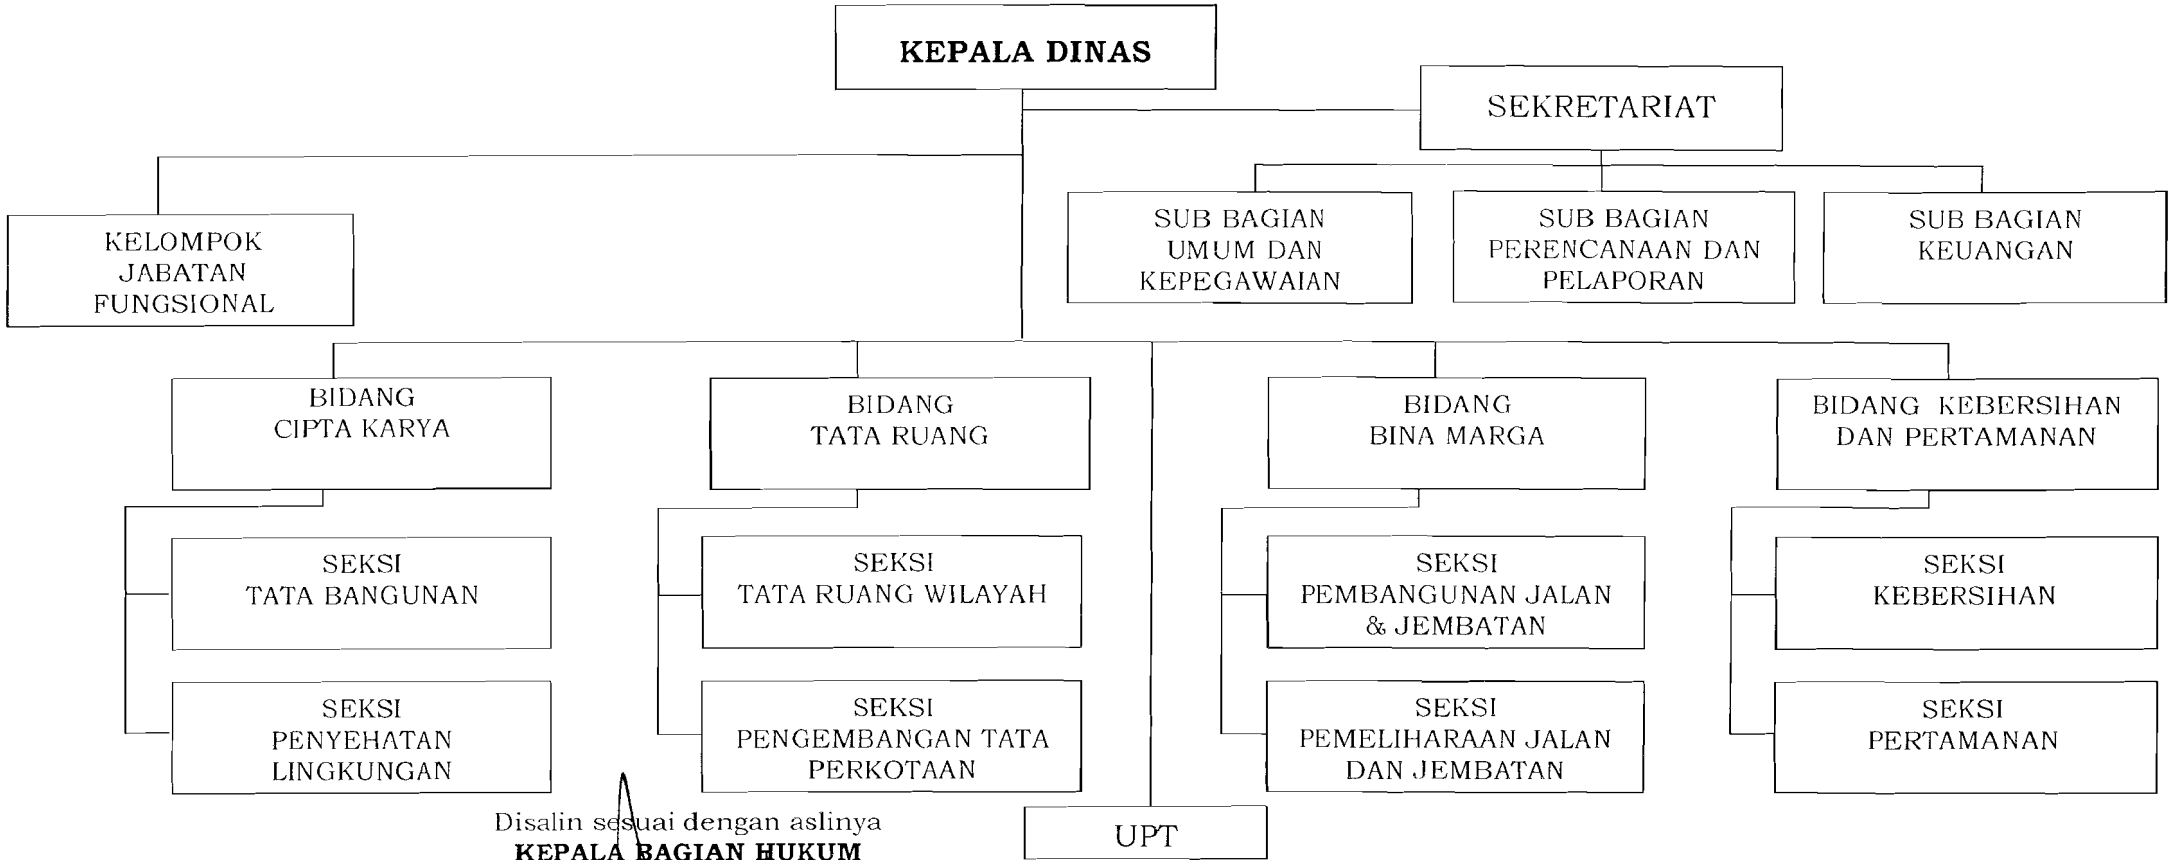 KEPALA DINAS
SEKRETARIAT
SUB BAGIAN
UMUM DAN
KEPEGAWAIAN
SUB BAGIAN
PERENCANAAN DAN
PELAPORAN
SUB BAGIAN
KEUANGAN
KELOMPOK
JABATAN
FUNGSIONAL
BIDANG
CIPTA KARYA
BIDANG
TATA RUANG
BIDANG
BINA MARGA
BIDANG KEBERSIHAN
DAN PERTAMANAN
SEKSI
TATA BANGUNAN
SEKSI
TATA RUANG WILAYAH
SEKSI
PEMBANGUNAN JALAN
& JEMBATAN
SEKSI
KEBERSIHAN
SEKSI
PENYEHATAN
LINGKUNGAN
SEKSI
PENGEMBANGAN TATA
PERKOTAAN
SEKSI
PEMELIHARAAN JALAN
DAN JEMBATAN
SEKSI
PERTAMANAN
UPT
Disalin sesuai dengan aslinya
KEPALA BAGIAN HUKUM